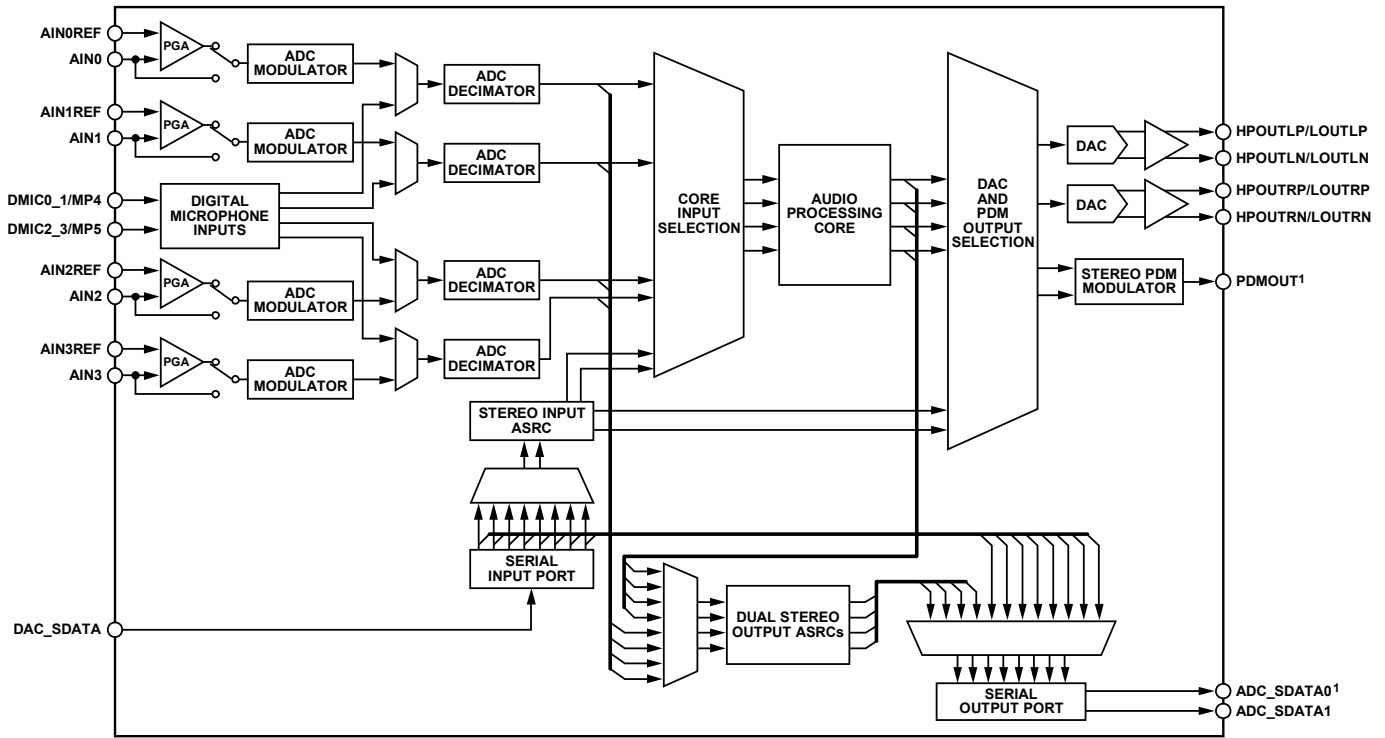 AIN0REF
AIN0
PGA
ADC
MODULATOR
ADC
DECIMATOR
AIN1REF
AIN1
PGA
ADC
MODULATOR
ADC
DECIMATOR
DMIC0_1/MP4
DMIC2_3/MP5
DIGITAL
MICROPHONE
INPUTS
AIN2REF
AIN2
PGA
ADC
MODULATOR
ADC
DECIMATOR
AIN3REF
AIN3
PGA
ADC
MODULATOR
ADC
DECIMATOR
CORE
INPUT
SELECTION
AUDIO
PROCESSING
CORE
DAC
AND
PDM
OUTPUT
SELECTION
DAC
HPOUTLP/LOUTLP
HPOUTLN/LOUTLN
DAC
HPOUTRP/LOUTRP
HPOUTRN/LOUTRN
STEREO PDM
MODULATOR
PDMOUT1
STEREO INPUT
ASRC
SERIAL
INPUT PORT
DAC_SDATA
DUAL STEREO
OUTPUT ASRCs
SERIAL
OUTPUT PORT
ADC_SDATA01
ADC_SDATA1